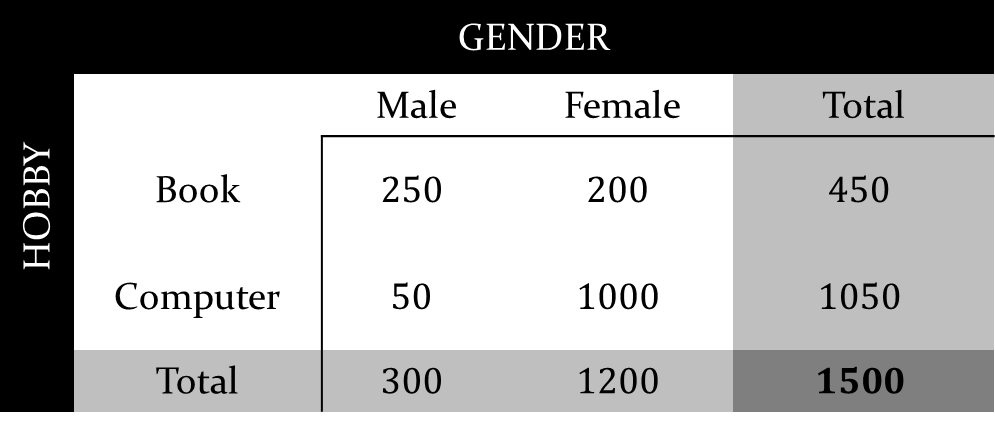 GENDER
HOBBY
Male Female Total
Book 250 200 450
Computer 50 1000 1050
Total 300 1200 1500